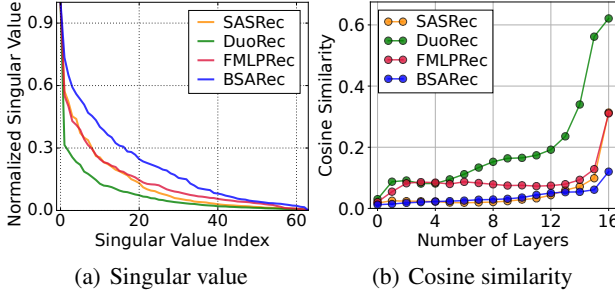 Normalized Singular Value
0.9
0.6
0.3
0.0
0
20
40
60
Singular Value Index
SASRec
DuoRec
FMLPRec
BSARec
(a) Singular value
Cosine Similarity
0.6
0.4
0.2
0.0
0
4
8
12
16
Number of Layers
SASRec
DuoRec
FMLPRec
BSARec
(b) Cosine similarity